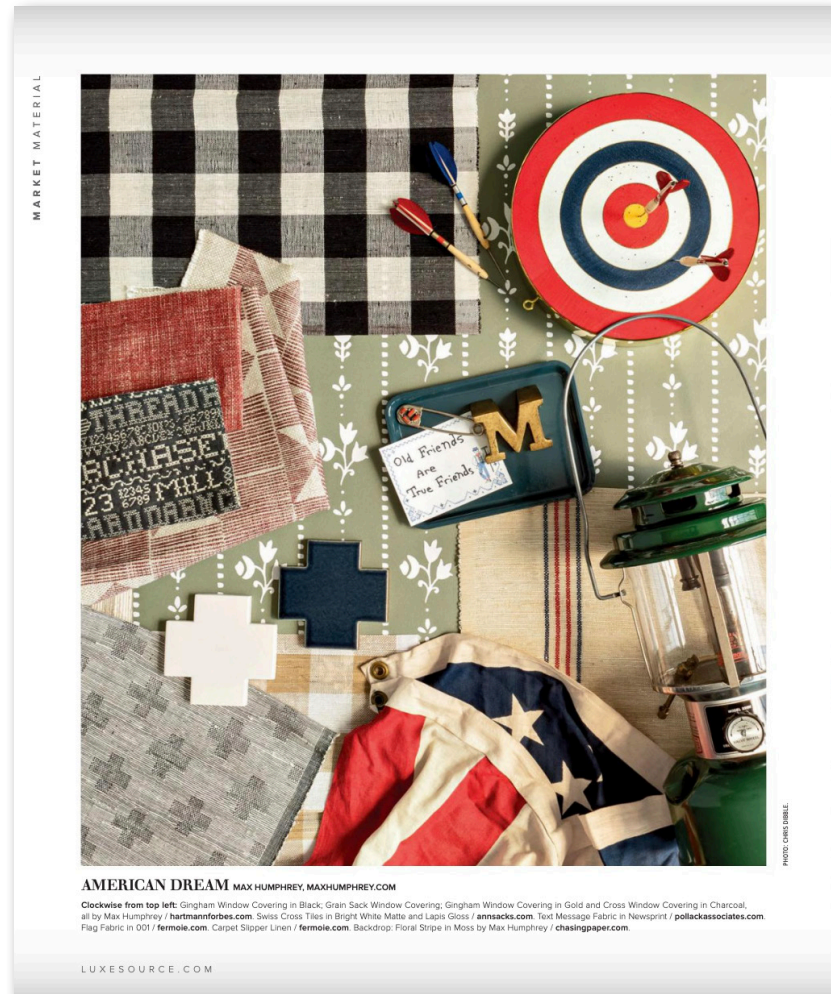 MARKET MATERIAL
THREAD
PURCHASE
MILL
23
12345
6789
Old Friends
Are
True Friends
M
PHOTO: CHRIS DIBBLE.
AMERICAN DREAM MAX HUMPHREY, MAXHUMPHREY.COM
Clockwise from top left: Gingham Window Covering in Black; Grain Sack Window Covering; Gingham Window Covering in Gold and Cross Window Covering in Charcoal,
all by Max Humphrey / hartmannforbes.com. Swiss Cross Tiles in Bright White Matte and Lapis Gloss / annsacks.com. Text Message Fabric in Newsprint / pollackassociates.com.
Flag Fabric in 001 / fermoie.com. Carpet Slipper Linen / fermoie.com. Backdrop: Floral Stripe in Moss by Max Humphrey / chasingpaper.com.
LUXESOURCE.COM